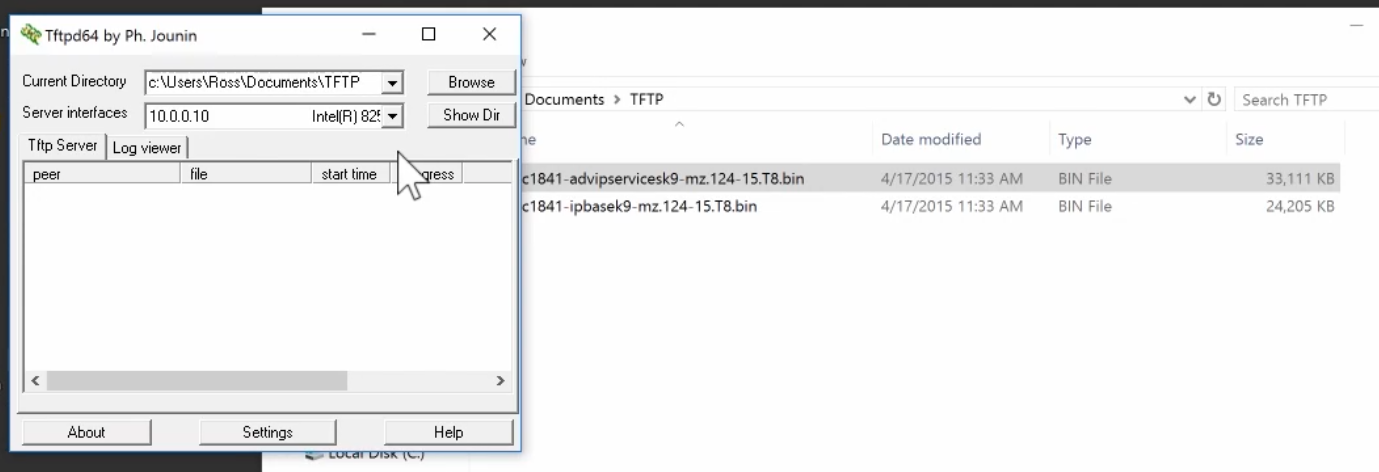 Tftpd64 by Ph. Jounin
Current Directory c:\Users\Ross\Documents\TFTP Browse
Server interfaces 10.0.0.10 Intel(R) 825 Show Dir
Tftp Server Log viewer
peer file start time gress
About Settings Help
Documents > TFTP Search TFTP
Date modified Type Size
c1841-advipservicesk9-mz.124-15.T8.bin 4/17/2015 11:33 AM BIN File 33,111 KB
c1841-ipbasek9-mz.124-15.T8.bin 4/17/2015 11:33 AM BIN File 24,205 KB
Local Disk (C:)